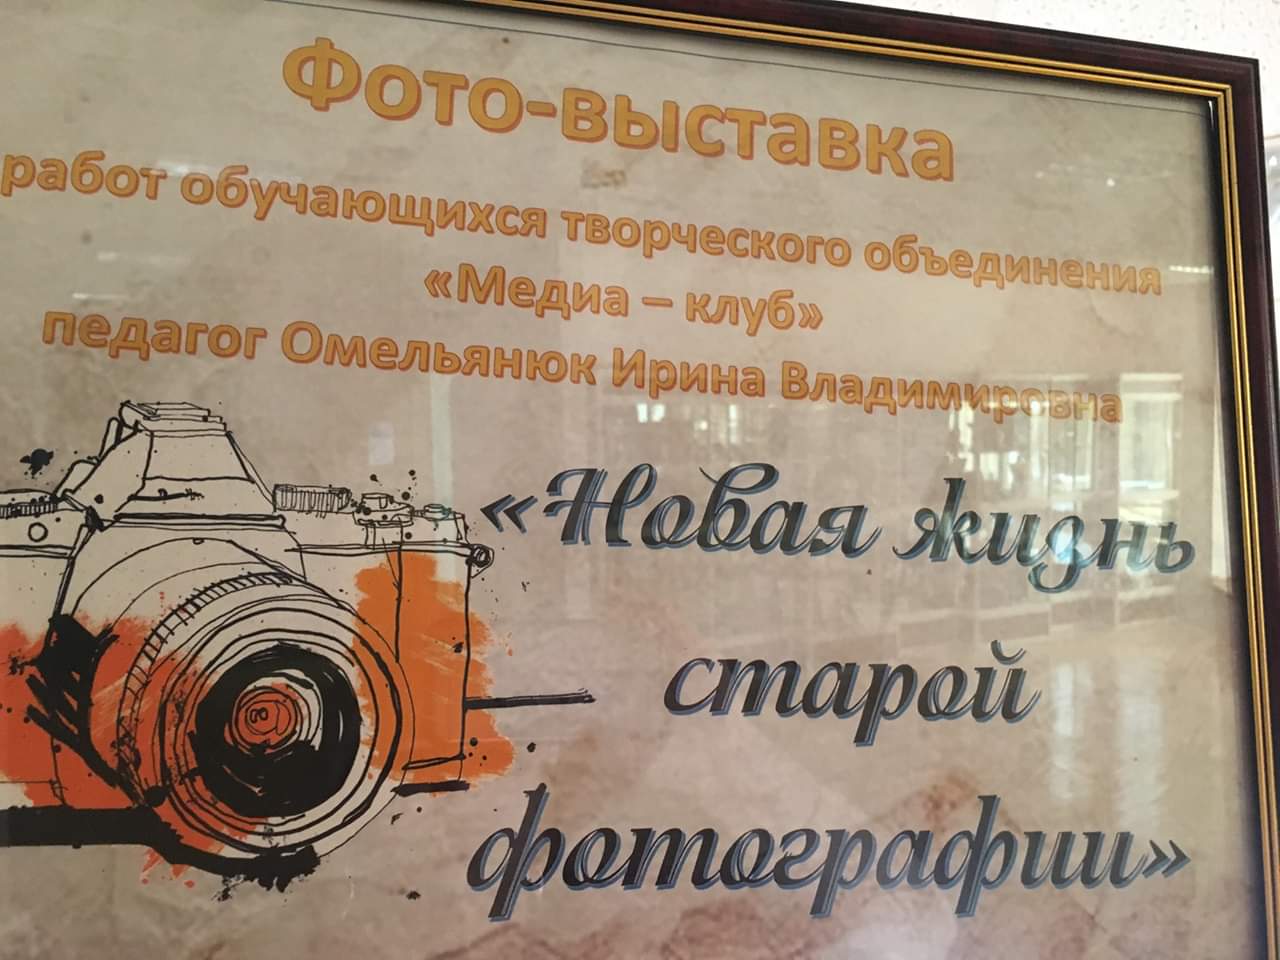 Фото-выставка
работ обучающихся творческого объединения
«Медиа – клуб»
педагог Омельянюк Ирина Владимировна
«Новая жизнь
старой
фотографии»